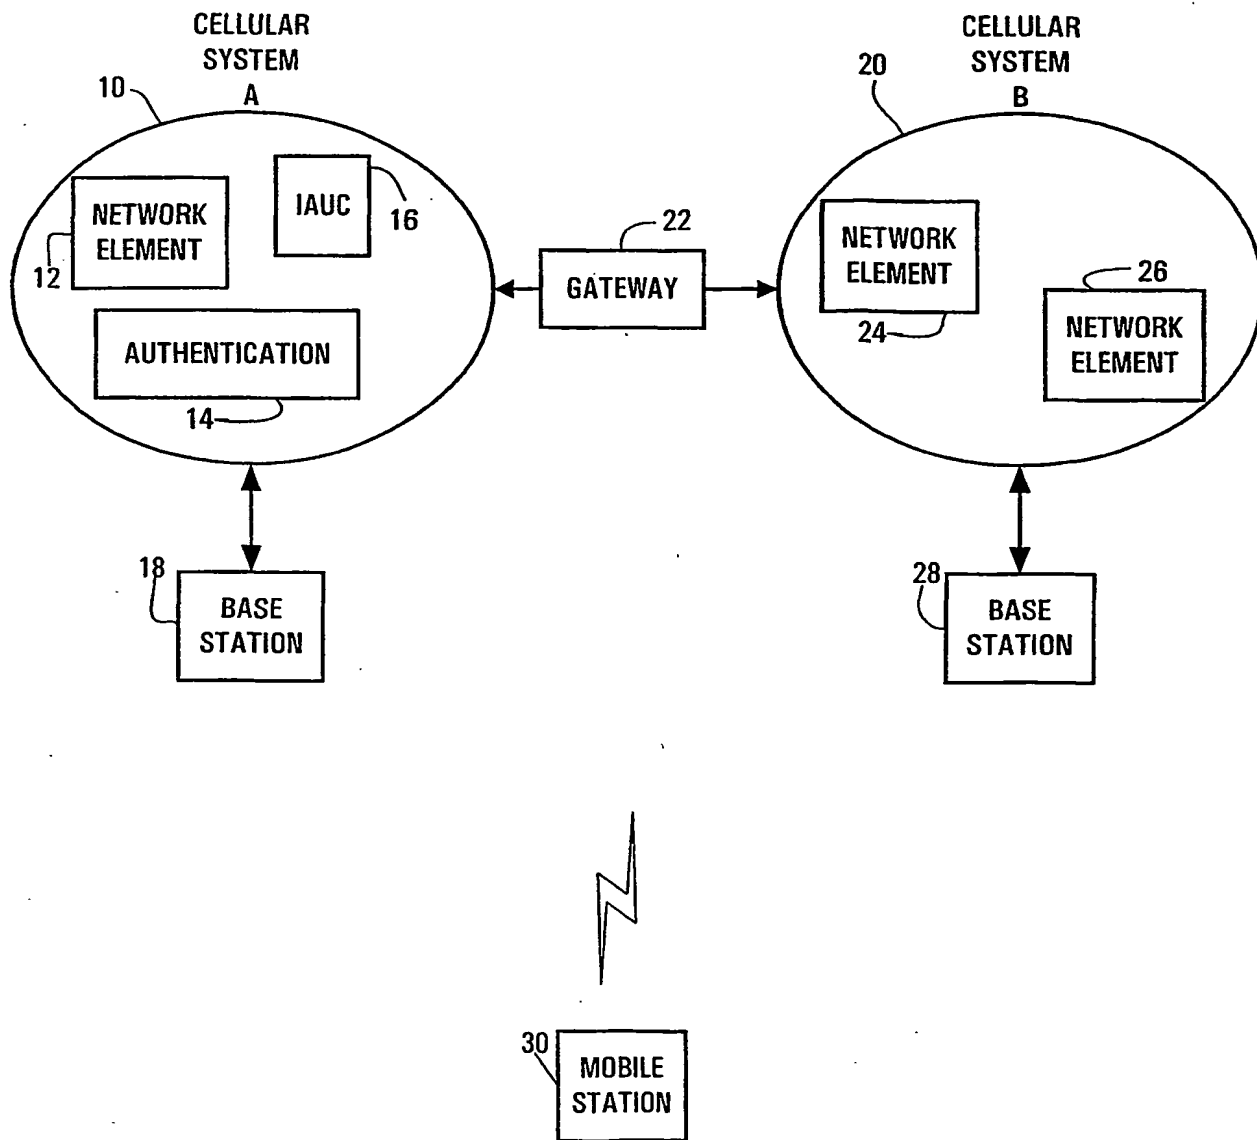 CELLULAR
SYSTEM
A
10
NETWORK
ELEMENT
12
IAUC
16
AUTHENTICATION
14
22
GATEWAY
CELLULAR
SYSTEM
B
20
NETWORK
ELEMENT
24
26
NETWORK
ELEMENT
18
BASE
STATION
28
BASE
STATION
30
MOBILE
STATION